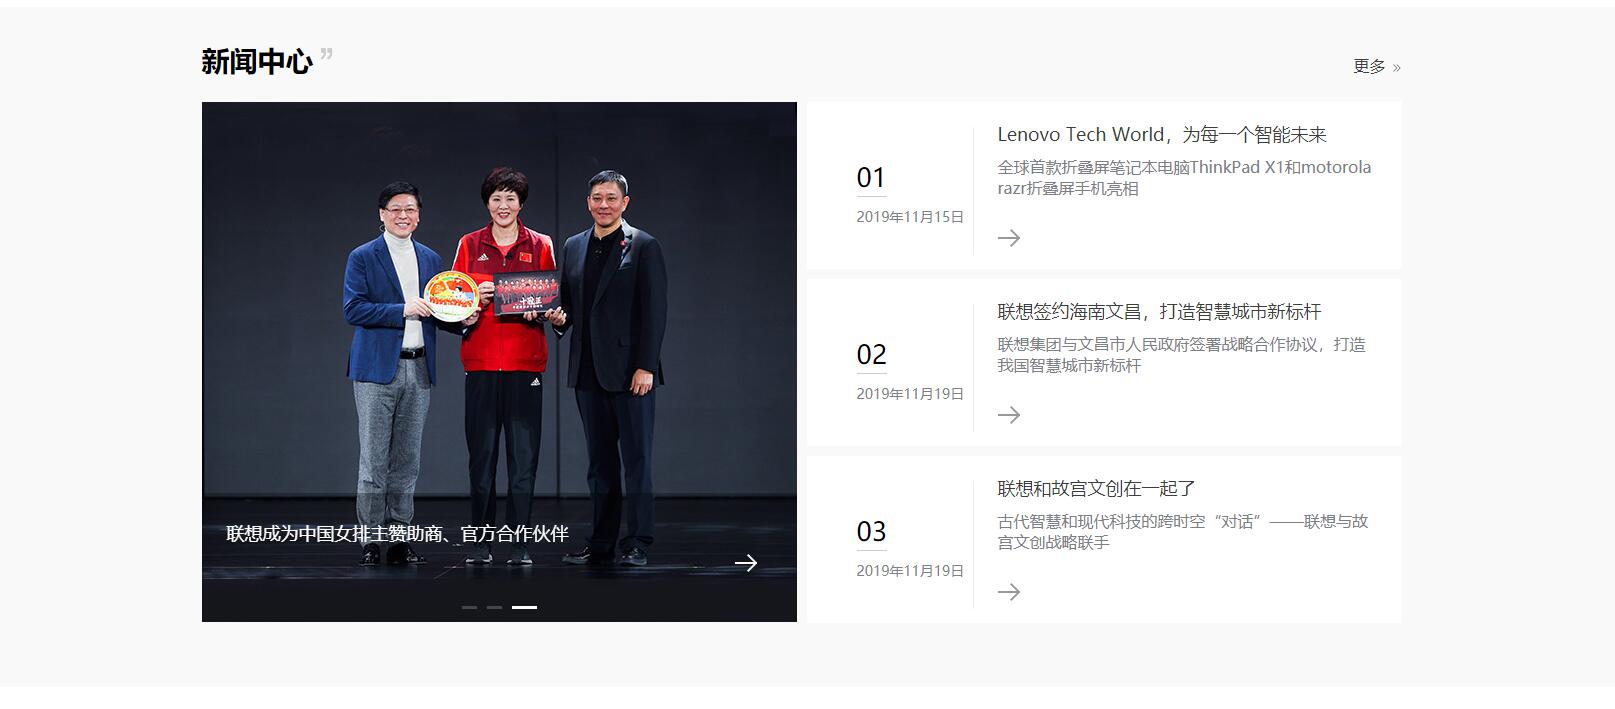 新闻中心 ”
更多 »
联想成为中国女排主赞助商、官方合作伙伴
01
2019年11月15日
Lenovo Tech World，为每一个智能未来
全球首款折叠屏笔记本电脑ThinkPad X1和motorola
razr折叠屏手机亮相
02
2019年11月19日
联想签约海南文昌，打造智慧城市新标杆
联想集团与文昌市人民政府签署战略合作协议，打造
我国智慧城市新标杆
03
2019年11月19日
联想和故宫文创在一起了
古代智慧和现代科技的跨时空“对话”——联想与故
宫文创战略联手